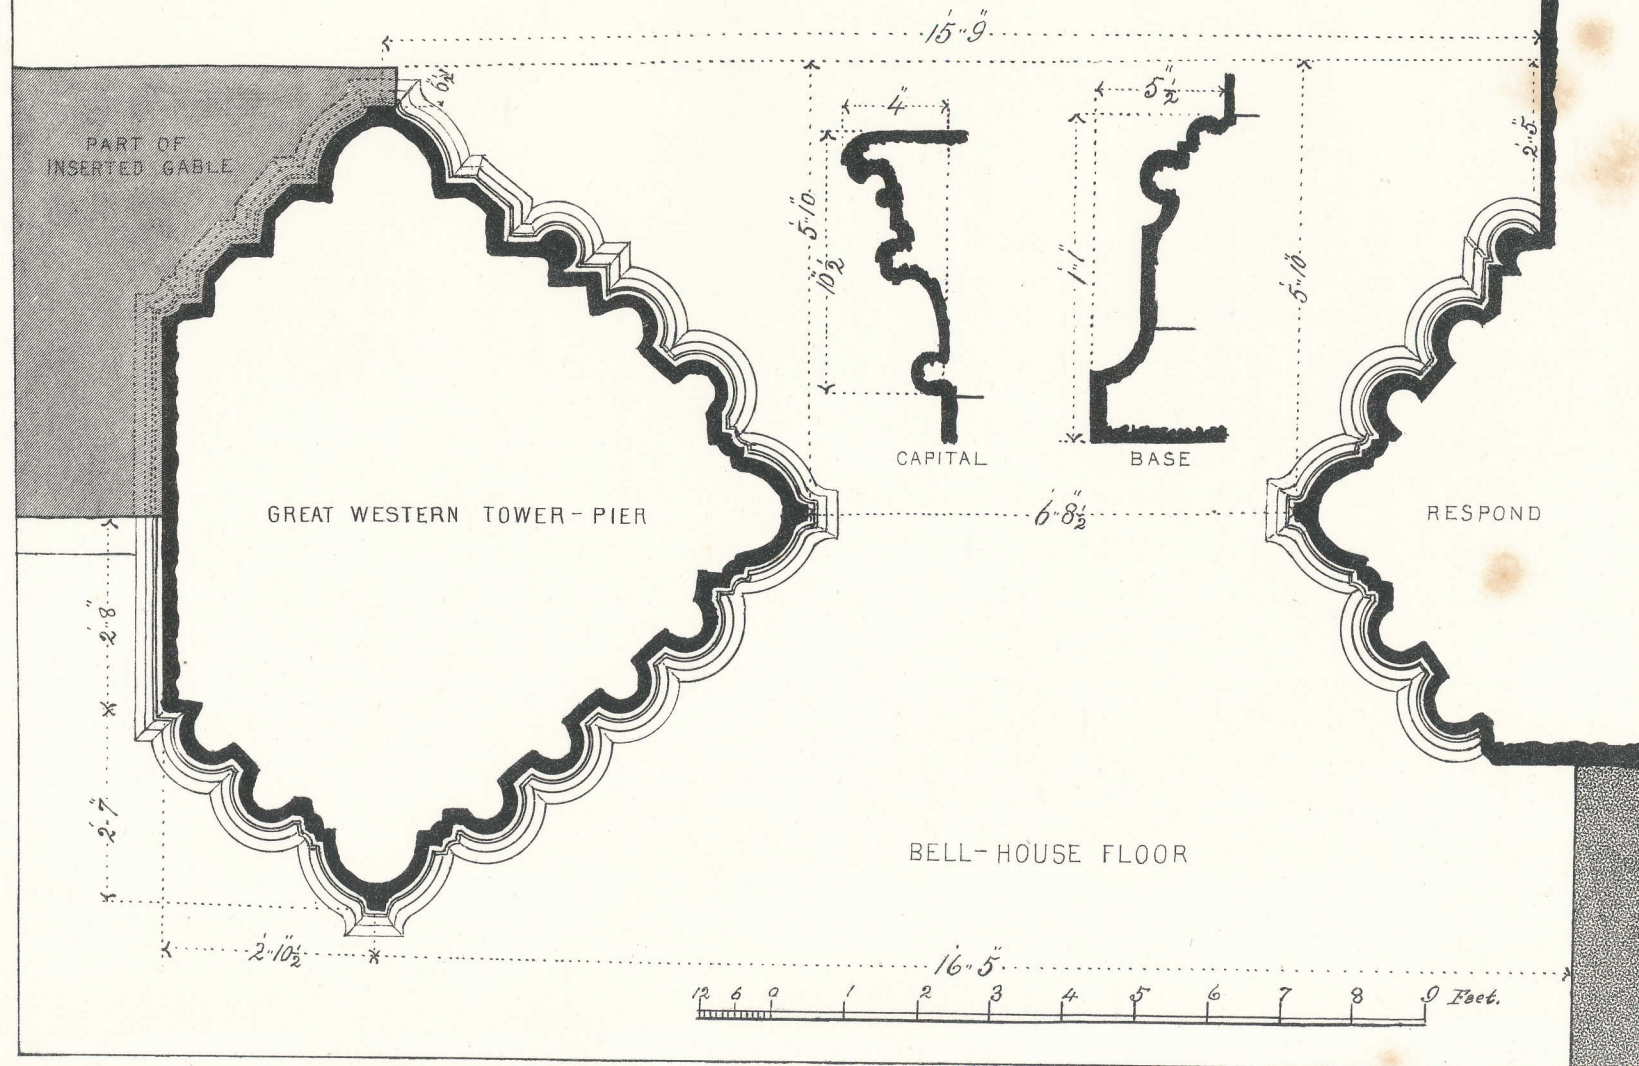 15'"9"
6½"
4"
5½"
PART OF
INSERTED GABLE
2'"5"
5'"10"
10½"
1'"1"
5'"10"
CAPITAL
BASE
GREAT WESTERN TOWER-PIER
6'"8½"
RESPOND
2'"8"
2'"7"
BELL-HOUSE FLOOR
2'"10½"
16'"5"
12 6 0 1 2 3 4 5 6 7 8 9 Feet.